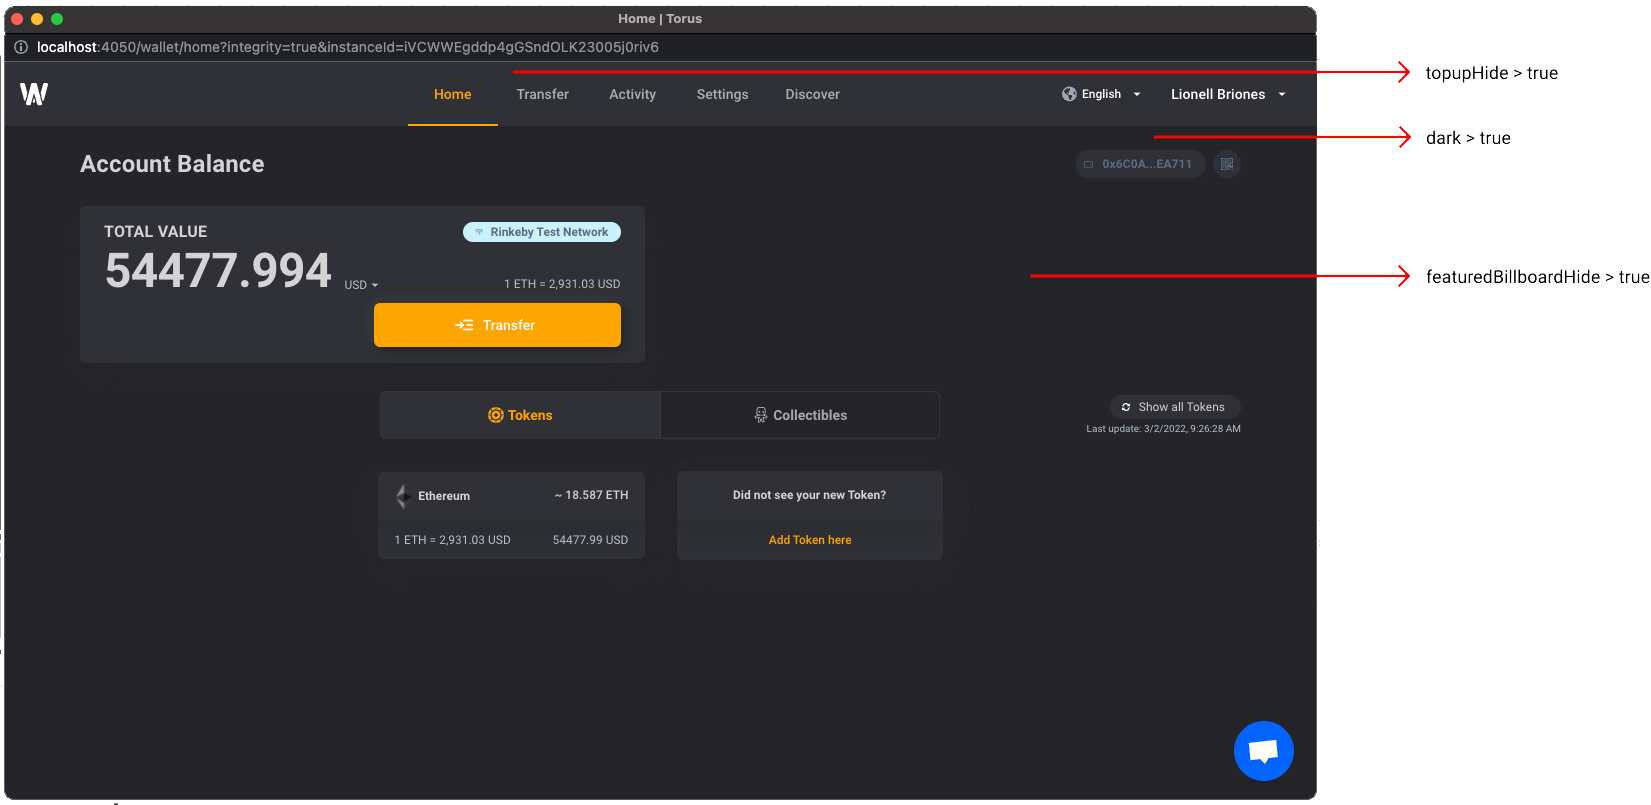 Home | Torus
localhost:4050/wallet/home?integrity=true&instanceId=iVCWWEgddp4gGSndOLK23005j0riv6
topupHide > true
Home Transfer Activity Settings Discover English Lionell Briones
dark > true
Account Balance 0x6C0A...EA711
TOTAL VALUE Rinkeby Test Network
54477.994 USD 1 ETH = 2,931.03 USD
featuredBillboardHide > true
Transfer
Tokens Collectibles Show all Tokens
Last update: 3/2/2022, 9:26:28 AM
Ethereum ~ 18.587 ETH Did not see your new Token?
1 ETH = 2,931.03 USD 54477.99 USD Add Token here